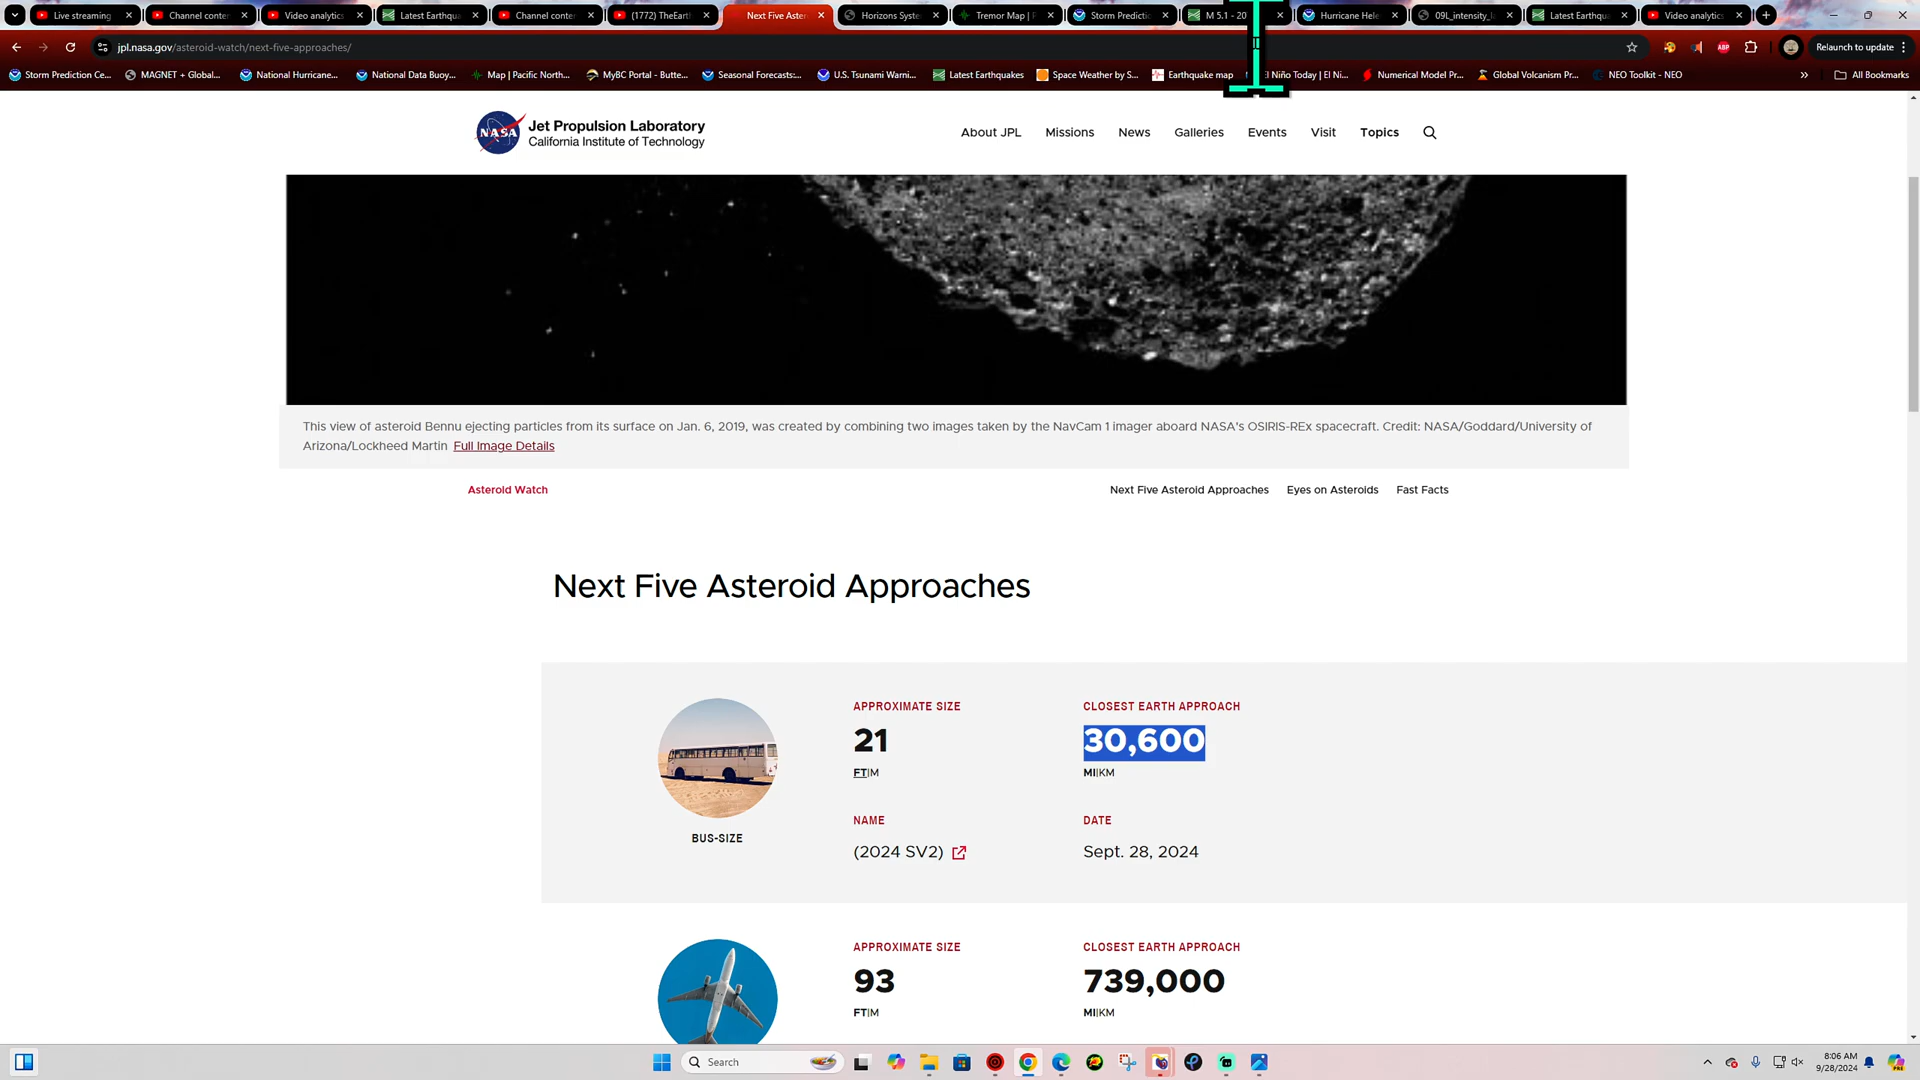 Live streaming
Channel conter
Video analytics
Latest Earthqua
Channel conter
(1772) TheEarth
Next Five Aster
Horizons Syste
Tremor Map | P
Storm Predictic
M 5.1 - 20
Hurricane Hele
09L_intensity_l
Latest Earthqua
Video analytics
jpl.nasa.gov/asteroid-watch/next-five-approaches/
ABP
Relaunch to update
Storm Prediction Ce...
MAGNET + Global...
National Hurricane...
National Data Buoy...
Map | Pacific North...
MyBC Portal - Butte...
Seasonal Forecasts:...
U.S. Tsunami Warni...
Latest Earthquakes
Space Weather by S...
Earthquake map
El Niño Today | El Ni...
Numerical Model Pr...
Global Volcanism Pr...
NEO Toolkit - NEO
All Bookmarks
NASA
Jet Propulsion Laboratory
California Institute of Technology
About JPL
Missions
News
Galleries
Events
Visit
Topics
This view of asteroid Bennu ejecting particles from its surface on Jan. 6, 2019, was created by combining two images taken by the NavCam 1 imager aboard NASA's OSIRIS-REx spacecraft. Credit: NASA/Goddard/University of
Arizona/Lockheed Martin Full Image Details
Asteroid Watch
Next Five Asteroid Approaches
Eyes on Asteroids
Fast Facts
Next Five Asteroid Approaches
APPROXIMATE SIZE
21
FT|M
CLOSEST EARTH APPROACH
30,600
MI|KM
BUS-SIZE
NAME
(2024 SV2)
DATE
Sept. 28, 2024
APPROXIMATE SIZE
93
FT|M
CLOSEST EARTH APPROACH
739,000
MI|KM
Search
8:06 AM
9/28/2024
PRE